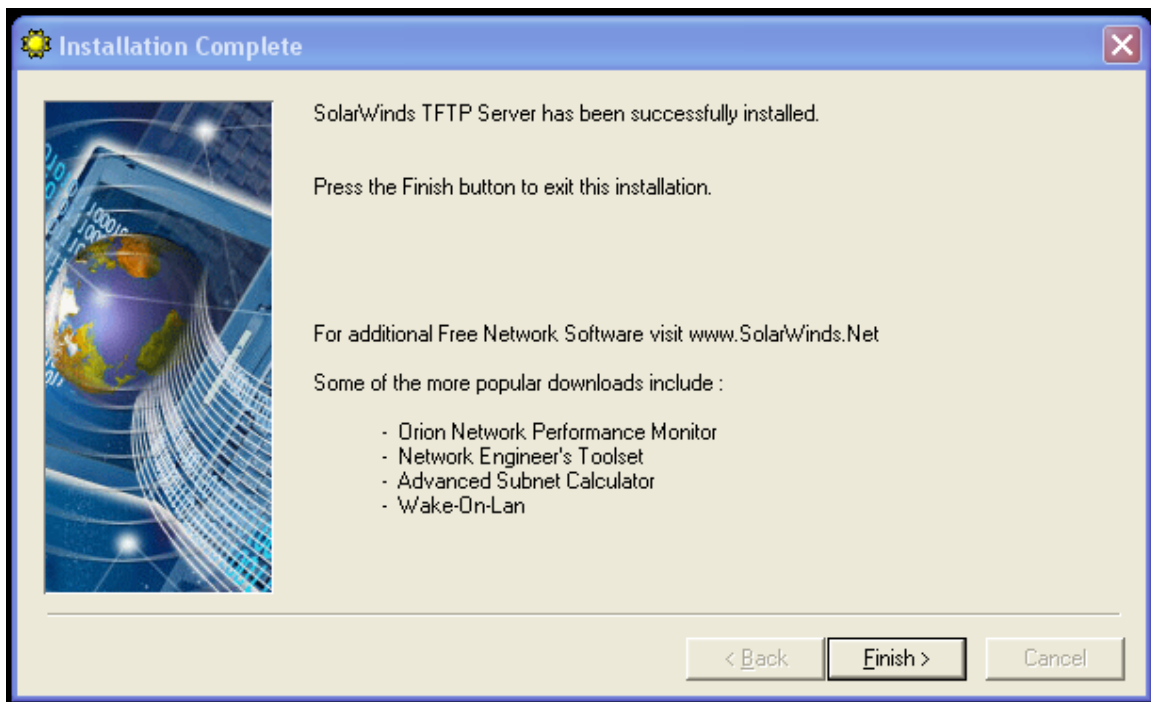 Installation Complete
SolarWinds TFTP Server has been successfully installed.
Press the Finish button to exit this installation.
For additional Free Network Software visit www.SolarWinds.Net
Some of the more popular downloads include :
- Orion Network Performance Monitor
- Network Engineer's Toolset
- Advanced Subnet Calculator
- Wake-On-Lan
< Back
Finish >
Cancel